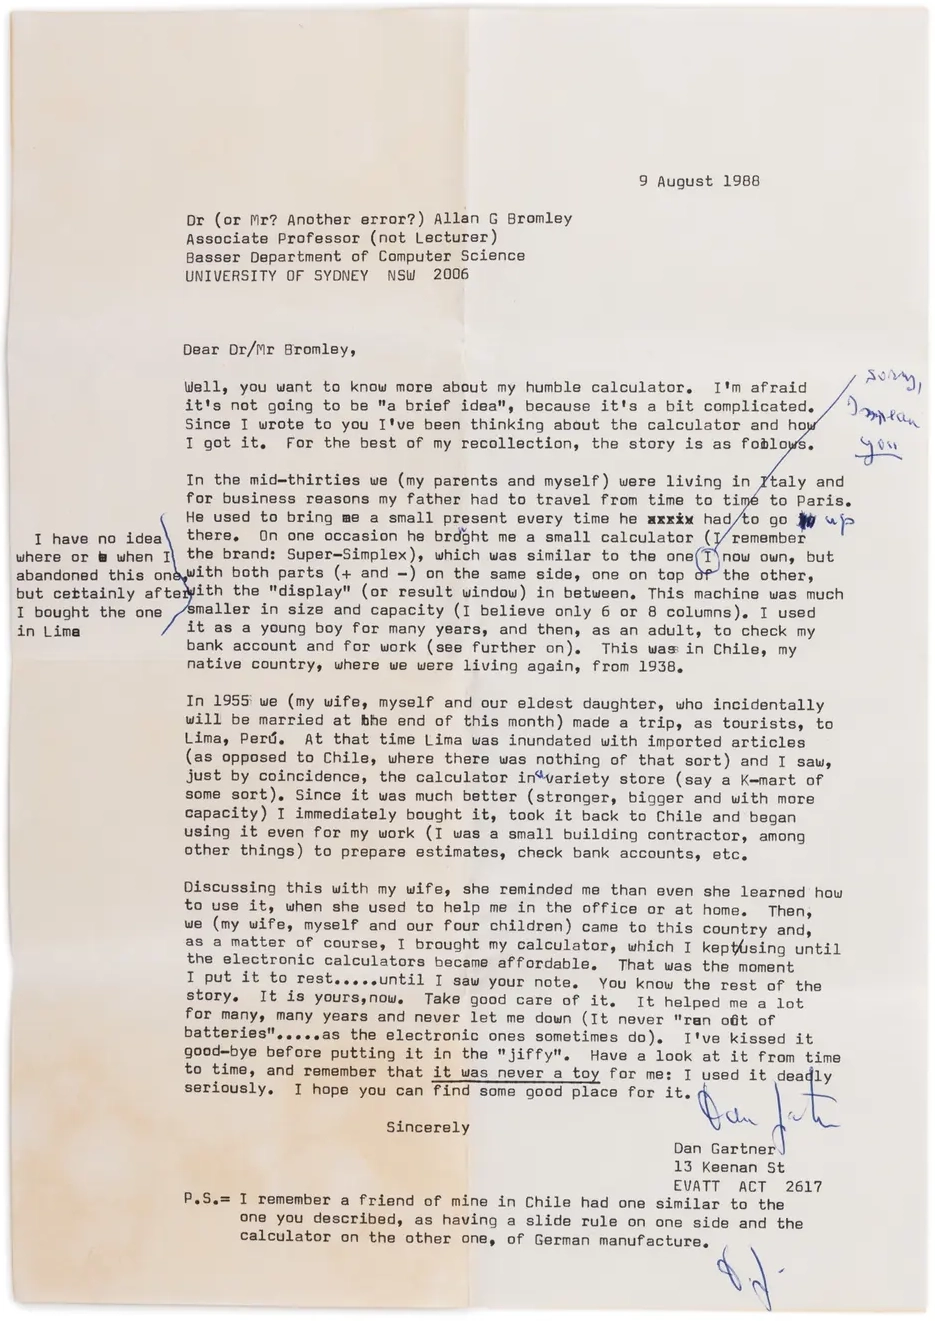 9 August 1988
Dr (or Mr? Another error?) Allan G Bromley
Associate Professor (not Lecturer)
Basser Department of Computer Science
UNIVERSITY OF SYDNEY NSW 2006
Dear Dr/Mr Bromley,
Well, you want to know more about my humble calculator. I'm afraid
it's not going to be "a brief idea", because it's a bit complicated.
Since I wrote to you I've been thinking about the calculator and how
I got it. For the best of my recollection, the story is as follows.
sorry,
I mean
you
In the mid-thirties we (my parents and myself) were living in Italy and
for business reasons my father had to travel from time to time to Paris.
He used to bring me a small present every time he xxxix had to go up
there. On one occasion he broght me a small calculator (I remember
the brand: Super-Simplex), which was similar to the one I now own, but
with both parts (+ and -) on the same side, one on top of the other,
with the "display" (or result window) in between. This machine was much
smaller in size and capacity (I believe only 6 or 8 columns). I used
it as a young boy for many years, and then, as an adult, to check my
bank account and for work (see further on). This was in Chile, my
native country, where we were living again, from 1938.
I have no idea
where or when I
abandoned this one,
but certainly after
I bought the one
in Lima
In 1955 we (my wife, myself and our eldest daughter, who incidentally
will be married at the end of this month) made a trip, as tourists, to
Lima, Perú. At that time Lima was inundated with imported articles
(as opposed to Chile, where there was nothing of that sort) and I saw,
just by coincidence, the calculator in a variety store (say a K-mart of
some sort). Since it was much better (stronger, bigger and with more
capacity) I immediately bought it, took it back to Chile and began
using it even for my work (I was a small building contractor, among
other things) to prepare estimates, check bank accounts, etc.
Discussing this with my wife, she reminded me than even she learned how
to use it, when she used to help me in the office or at home. Then,
we (my wife, myself and our four children) came to this country and,
as a matter of course, I brought my calculator, which I kept/using until
the electronic calculators became affordable. That was the moment
I put it to rest.....until I saw your note. You know the rest of the
story. It is yours,now. Take good care of it. It helped me a lot
for many, many years and never let me down (It never "ran out of
batteries".....as the electronic ones sometimes do). I've kissed it
good-bye before putting it in the "jiffy". Have a look at it from time
to time, and remember that it was never a toy for me: I used it deadly
seriously. I hope you can find some good place for it.
Sincerely
Dan Gartner
13 Keenan St
EVATT ACT 2617
P.S.= I remember a friend of mine in Chile had one similar to the
one you described, as having a slide rule on one side and the
calculator on the other one, of German manufacture.